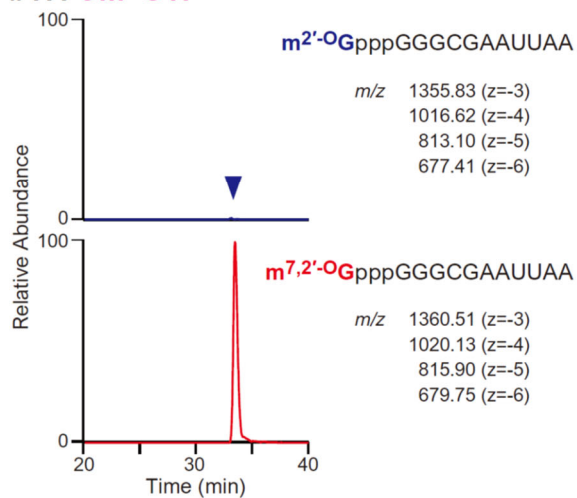 100
m2'-OGpppGGGCGAAUUAA
m/z 1355.83 (z=-3)
1016.62 (z=-4)
813.10 (z=-5)
677.41 (z=-6)
0
Relative Abundance
100
m7,2'-OGpppGGGCGAAUUAA
m/z 1360.51 (z=-3)
1020.13 (z=-4)
815.90 (z=-5)
679.75 (z=-6)
0
20 30 40
Time (min)